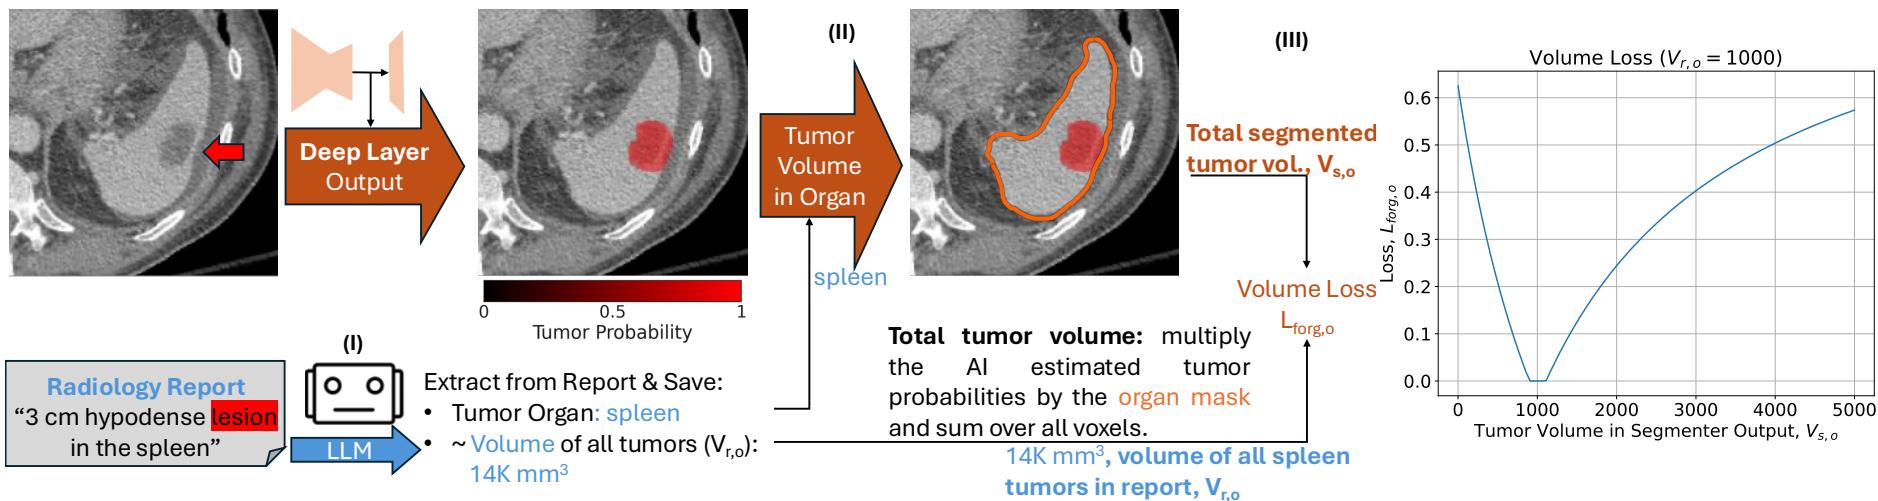 Deep Layer
Output
0
0.5
1
Tumor Probability
(I)
Radiology Report
“3 cm hypodense lesion
in the spleen”
LLM
Extract from Report & Save:
• Tumor Organ: spleen
• ~ Volume of all tumors (Vr,o):
14K mm³
(II)
Tumor
Volume
in Organ
spleen
Total tumor volume: multiply
the AI estimated tumor
probabilities by the organ mask
and sum over all voxels.
14K mm³, volume of all spleen
tumors in report, Vr,o
(III)
Total segmented
tumor vol., Vs,o
Volume Loss
Lforg,o
Volume Loss (Vr,o = 1000)
Loss, Lforg,o
0.6
0.5
0.4
0.3
0.2
0.1
0.0
0 1000 2000 3000 4000 5000
Tumor Volume in Segmenter Output, Vs,o